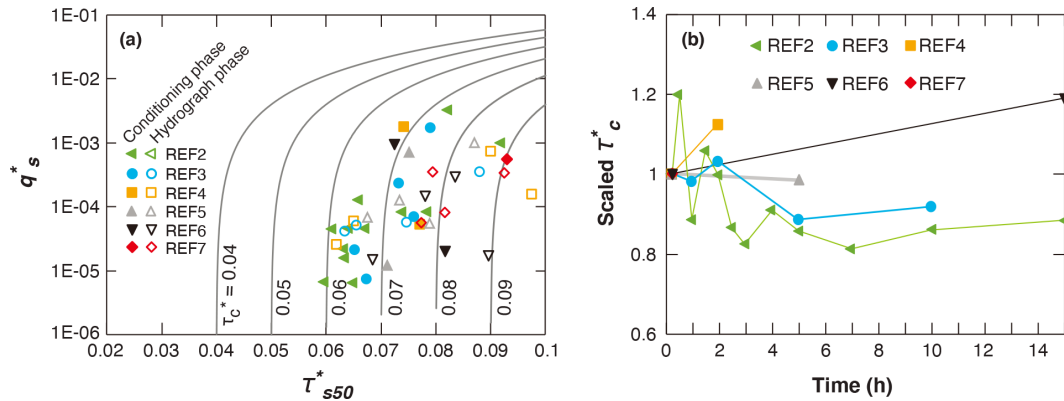 (a)
1E-01
1E-02
1E-03
1E-04
1E-05
1E-06
q*s
Conditioning phase
Hydrograph phase
REF2
REF3
REF4
REF5
REF6
REF7
τc* = 0.04
0.05
0.06
0.07
0.08
0.09
0.02 0.03 0.04 0.05 0.06 0.07 0.08 0.09 0.1
τ*s50
(b)
1.4
1.2
1
0.8
0.6
Scaled τ*c
REF2 REF3 REF4
REF5 REF6 REF7
0 2 4 6 8 10 12 14
Time (h)